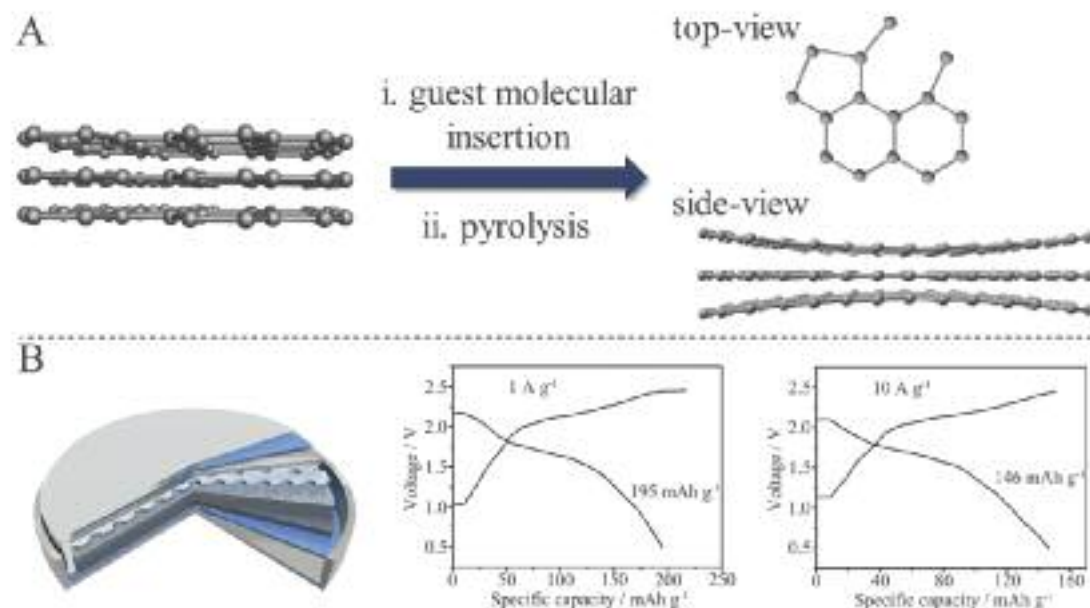 A
i. guest molecular
insertion
ii. pyrolysis
top-view
side-view
B
Voltage / V
2.5
2.0
1.5
1.0
0.5
1 A g⁻¹
195 mAh g⁻¹
0 50 100 150 200 250
Specific capacity / mAh g⁻¹
Voltage / V
2.5
2.0
1.5
1.0
0.5
10 A g⁻¹
146 mAh g⁻¹
0 40 80 120 160
Specific capacity / mAh g⁻¹